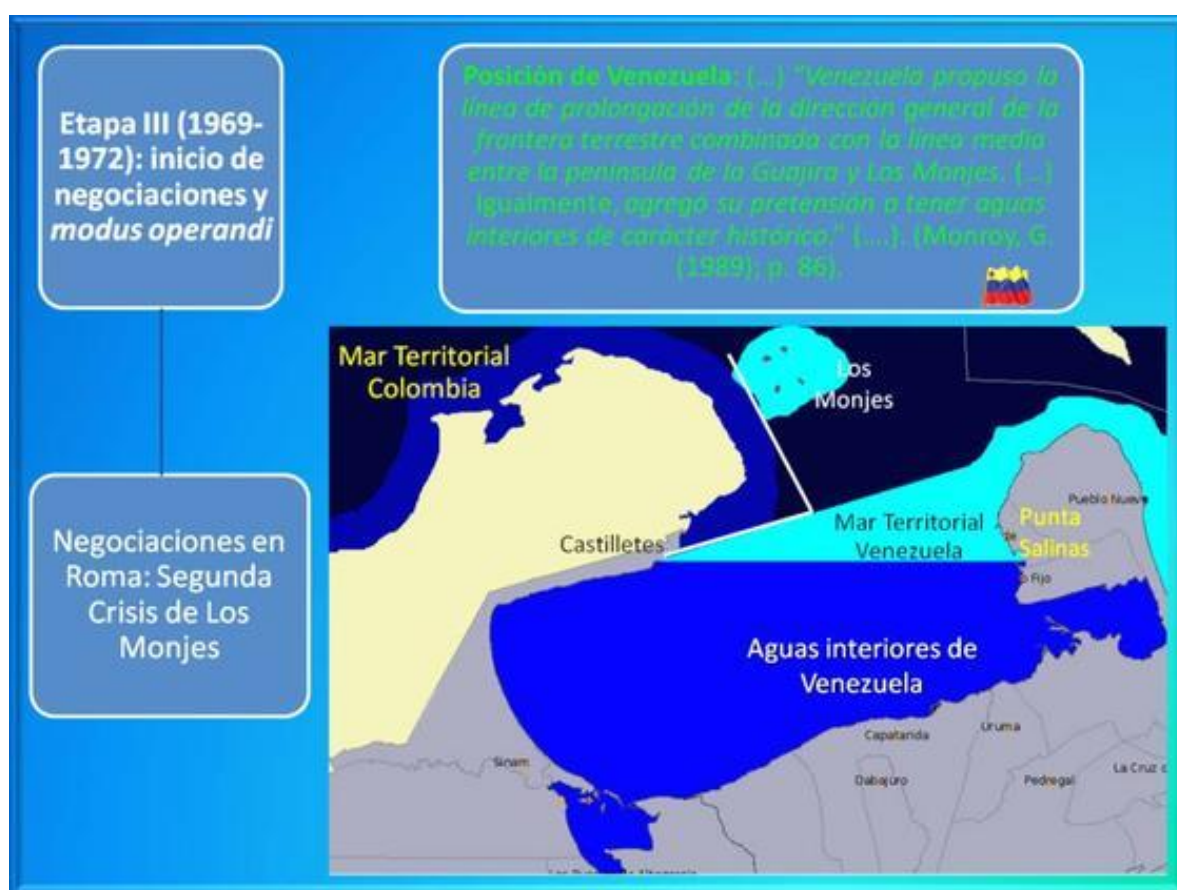 Etapa III (1969-
1972): inicio de
negociaciones y
modus operandi
Posición de Venezuela: (…) "Venezuela propuso la
línea de prolongación de la dirección general de la
frontera terrestre combinada con la línea media
entre la península de la Guajira y Los Monjes. (…)
Igualmente, agregó su pretensión a tener aguas
interiores de carácter histórico." (….). (Monroy, G.
(1989); p. 86).
Negociaciones en
Roma: Segunda
Crisis de Los
Monjes
Mar Territorial
Colombia
Los
Monjes
Castilletes
Mar Territorial
Venezuela
Pueblo Nuevo
Punta
Salinas
o Fijo
Aguas interiores de
Venezuela
Capatarida
Uruma
Sinam
Dabajuro
Pedregal
La Cruz d